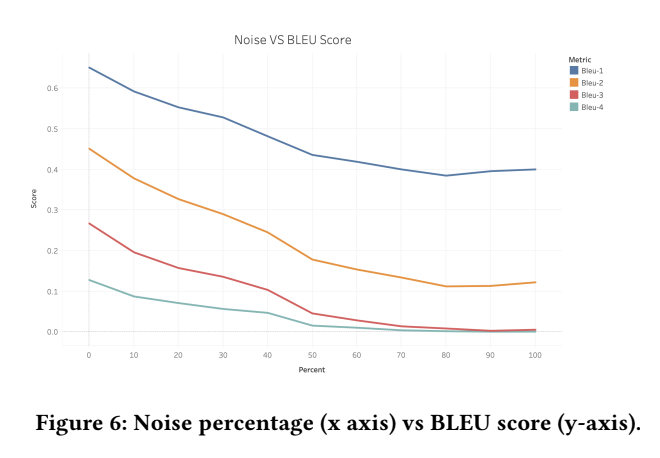 Noise VS BLEU Score
Metric
Bleu-1
Bleu-2
Bleu-3
Bleu-4
Score
0.6
0.5
0.4
0.3
0.2
0.1
0.0
0 10 20 30 40 50 60 70 80 90 100
Percent
Figure 6: Noise percentage (x axis) vs BLEU score (y-axis).